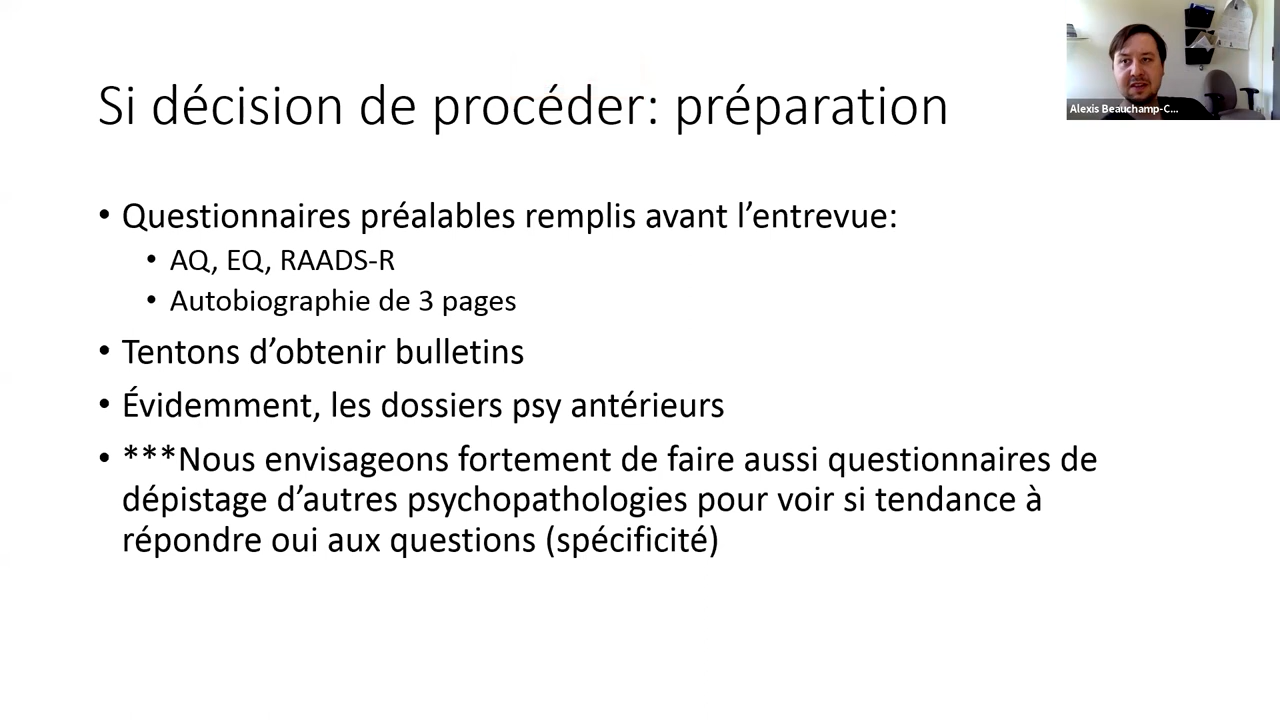 Si décision de procéder: préparation
Alexis Beauchamp-C...
• Questionnaires préalables remplis avant l’entrevue:
• AQ, EQ, RAADS-R
• Autobiographie de 3 pages
• Tentons d’obtenir bulletins
• Évidemment, les dossiers psy antérieurs
• ***Nous envisageons fortement de faire aussi questionnaires de
dépistage d’autres psychopathologies pour voir si tendance à
répondre oui aux questions (spécificité)